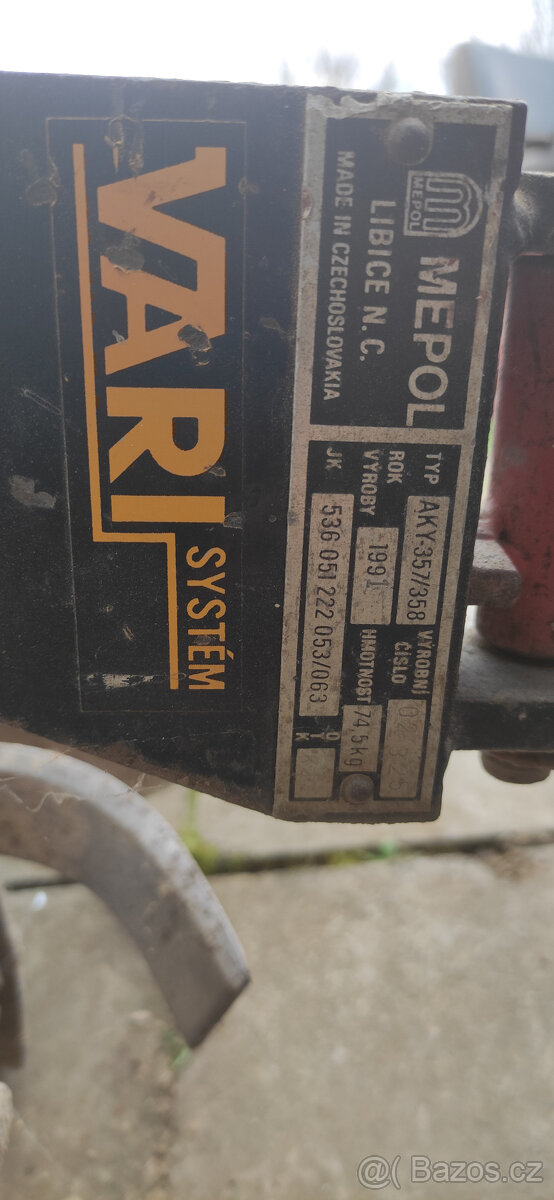 VARI
SYSTÉM
MEPOL
MEPOL
LIBICE N. C.
MADE IN CZECHOSLOVAKIA
TYP AKY-357/358
ROK
VÝROBY 1991
JK 536 051 222 053/063
VÝROBNÍ
ČÍSLO
HMOTNOST 74,5kg
OTK
@ Bazos.cz